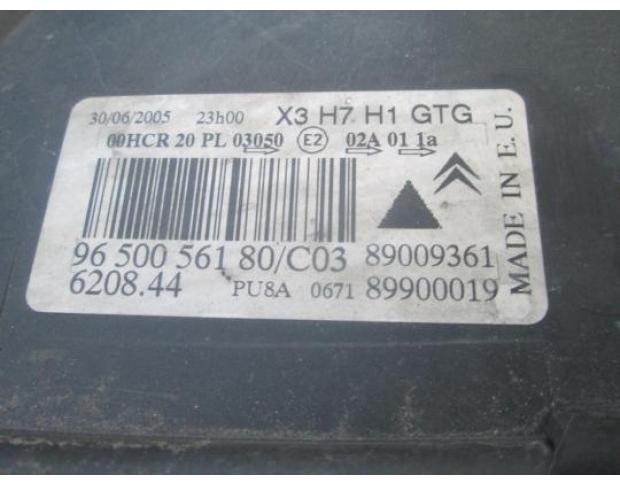 30/06/2005 23h00 X3 H7 H1 GTG
00HCR 20 PL 03050 E2 02A 01 1a
96 500 561 80/C03 89009361
6208.44 PU8A 0671 89900019
MADE IN E.U.